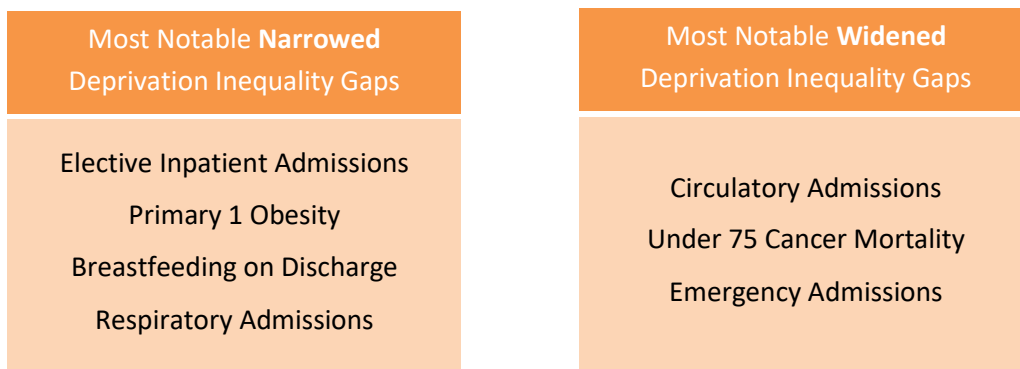 Most Notable Narrowed
Deprivation Inequality Gaps
Elective Inpatient Admissions
Primary 1 Obesity
Breastfeeding on Discharge
Respiratory Admissions
Most Notable Widened
Deprivation Inequality Gaps
Circulatory Admissions
Under 75 Cancer Mortality
Emergency Admissions